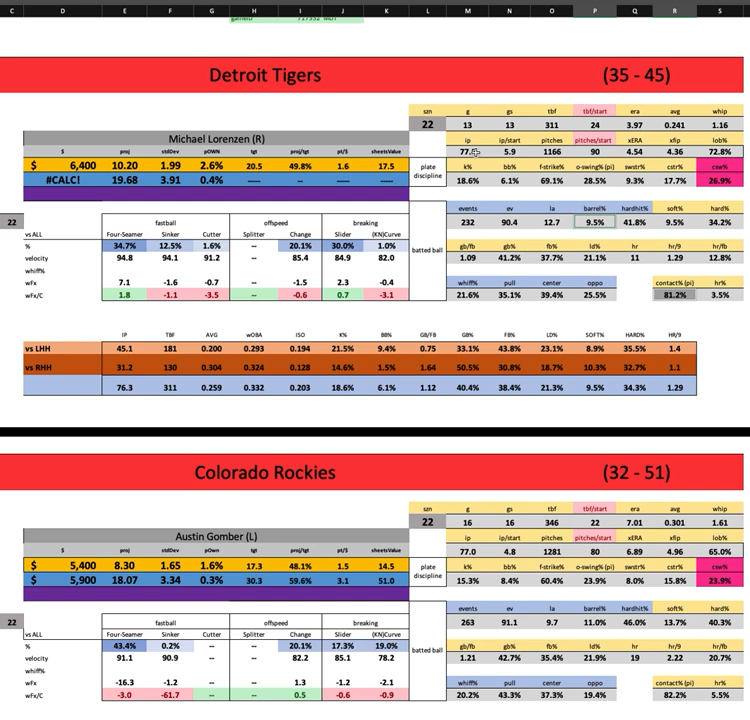 C D E F G H I J K L M N O P Q R S
Detroit Tigers (35 - 45)
szn g gs tbf tbf/start era avg whip
22 13 13 311 24 3.97 0.241 1.16
Michael Lorenzen (R) ip ip/start pitches pitches/start xERA xfip lob%
$ proj stdDev pOWN tgt proj/tgt pt/$ sheetsValue 77. 5.9 1166 90 4.54 4.36 72.8%
$ 6,400 10.20 1.99 2.6% 20.5 49.8% 1.6 17.5 plate discipline k% bb% f-strike% o-swing% (pi) swstr% cstr% csw%
#CALC! 19.68 3.91 0.4% ---- --- -- ---- 18.6% 6.1% 69.1% 28.5% 9.3% 17.7% 26.9%
events ev la barrel% hardhit% soft% hard%
22 fastball offspeed breaking 232 90.4 12.7 9.5% 41.8% 9.5% 34.2%
vs ALL Four-Seamer Sinker Cutter Splitter Change Slider (KN)Curve batted ball
% 34.7% 12.5% 1.6% -- 20.1% 30.0% 1.0% gb/fb gb% fb% ld% hr hr/9 hr/fb
velocity 94.8 94.1 91.2 -- 85.4 84.9 82.0 1.09 41.2% 37.7% 21.1% 11 1.29 12.8%
whiff%
wFx 7.1 -1.6 -0.7 -- -1.5 2.3 -0.4 whiff% pull center oppo contact% (pi) hr%
wFx/C 1.8 -1.1 -3.5 -- -0.6 0.7 -3.1 21.6% 35.1% 39.4% 25.5% 81.2% 3.5%
IP TBF AVG wOBA ISO K% BB% GB/FB GB% FB% LD% SOFT% HARD% HR/9
vs LHH 45.1 181 0.200 0.293 0.194 21.5% 9.4% 0.75 33.1% 43.8% 23.1% 8.9% 35.5% 1.4
vs RHH 31.2 130 0.304 0.324 0.128 14.6% 1.5% 1.64 50.5% 30.8% 18.7% 10.3% 32.7% 1.1
76.3 311 0.259 0.332 0.203 18.6% 6.1% 1.12 40.4% 38.4% 21.3% 9.5% 34.3% 1.29
Colorado Rockies (32 - 51)
szn g gs tbf tbf/start era avg whip
22 16 16 346 22 7.01 0.301 1.61
Austin Gomber (L) ip ip/start pitches pitches/start xERA xfip lob%
$ proj stdDev pOwn tgt proj/tgt pt/$ sheetsValue 77.0 4.8 1281 80 6.89 4.96 65.0%
$ 5,400 8.30 1.65 1.6% 17.3 48.1% 1.5 14.5 plate discipline k% bb% f-strike% o-swing% (pi) swstr% cstr% csw%
$ 5,900 18.07 3.34 0.3% 30.3 59.6% 3.1 51.0 15.3% 8.4% 60.4% 23.9% 8.0% 15.8% 23.9%
events ev la barrel% hardhit% soft% hard%
22 fastball offspeed breaking 263 91.1 9.7 11.0% 46.0% 13.7% 40.3%
vs ALL Four-Seamer Sinker Cutter Splitter Change Slider (KN)Curve batted ball
% 43.4% 0.2% -- -- 20.1% 17.3% 19.0% gb/fb gb% fb% ld% hr hr/9 hr/fb
velocity 91.1 90.9 -- -- 82.2 85.1 78.2 1.21 42.7% 35.4% 21.9% 19 2.22 20.7%
whiff%
wFx -16.3 -1.2 -- -- 1.3 -1.2 -2.1 whiff% pull center oppo contact% (pi) hr%
wFx/C -3.0 -61.7 -- -- 0.5 -0.6 -0.9 20.2% 43.3% 37.3% 19.4% 82.2% 5.5%